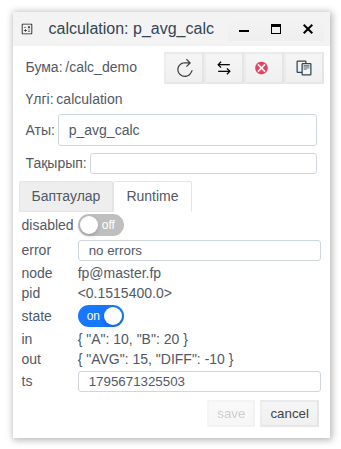 calculation: p_avg_calc
Бума: /calc_demo
Үлгі: calculation
Аты: p_avg_calc
Тақырып:
Баптаулар Runtime
disabled off
error no errors
node fp@master.fp
pid <0.1515400.0>
state on
in { "A": 10, "B": 20 }
out { "AVG": 15, "DIFF": -10 }
ts 1795671325503
save cancel